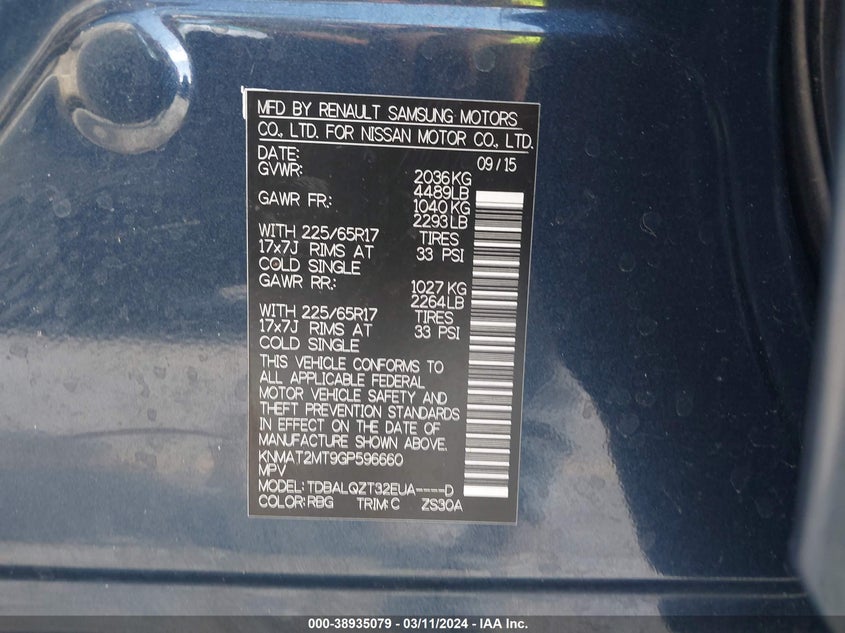 MFD BY RENAULT SAMSUNG MOTORS
CO., LTD. FOR NISSAN MOTOR CO., LTD.
DATE: 09/15
GVWR: 2036KG
4489LB
GAWR FR.: 1040KG
2293LB
WITH 225/65R17 TIRES
17x7J RIMS AT 33 PSI
COLD SINGLE
GAWR RR.: 1027 KG
2264LB
WITH 225/65R17 TIRES
17x7J RIMS AT 33 PSI
COLD SINGLE
THIS VEHICLE CONFORMS TO
ALL APPLICABLE FEDERAL
MOTOR VEHICLE SAFETY AND
THEFT PREVENTION STANDARDS
IN EFFECT ON THE DATE OF
MANUFACTURE SHOWN ABOVE.
KNMAT2MT9GP596660
MPV
MODEL: TDBALQZT32EUA----D
COLOR: RBG TRIM: C ZS30A
000-38935079 - 03/11/2024 - IAA Inc.